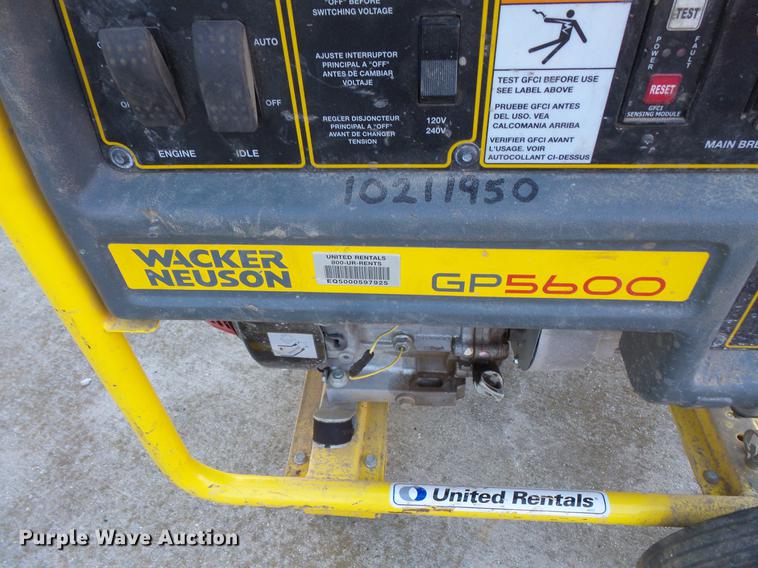 "OFF" BEFORE
SWITCHING VOLTAGE
AJUSTE INTERRUPTOR
PRINCIPAL A "OFF"
ANTES DE CAMBIAR
VOLTAJE
REGLER DISJONCTEUR
PRINCIPAL A "OFF"
AVANT DE CHANGER
TENSION
120V
240V
AUTO
OFF
ENGINE
IDLE
TEST GFCI BEFORE USE
SEE LABEL ABOVE
PRUEBE GFCI ANTES
DEL USO. VEA
CALCOMANIA ARRIBA
VERIFIER GFCI AVANT
L'USAGE. VOIR
AUTOCOLLANT CI-DESSUS
TEST
POWER
FAULT
RESET
GFCI
SENSING MODULE
MAIN BRE
10211950
WACKER
NEUSON
UNITED RENTALS
800-UR-RENTS
EQ5000597925
GP5600
United Rentals
Purple Wave Auction